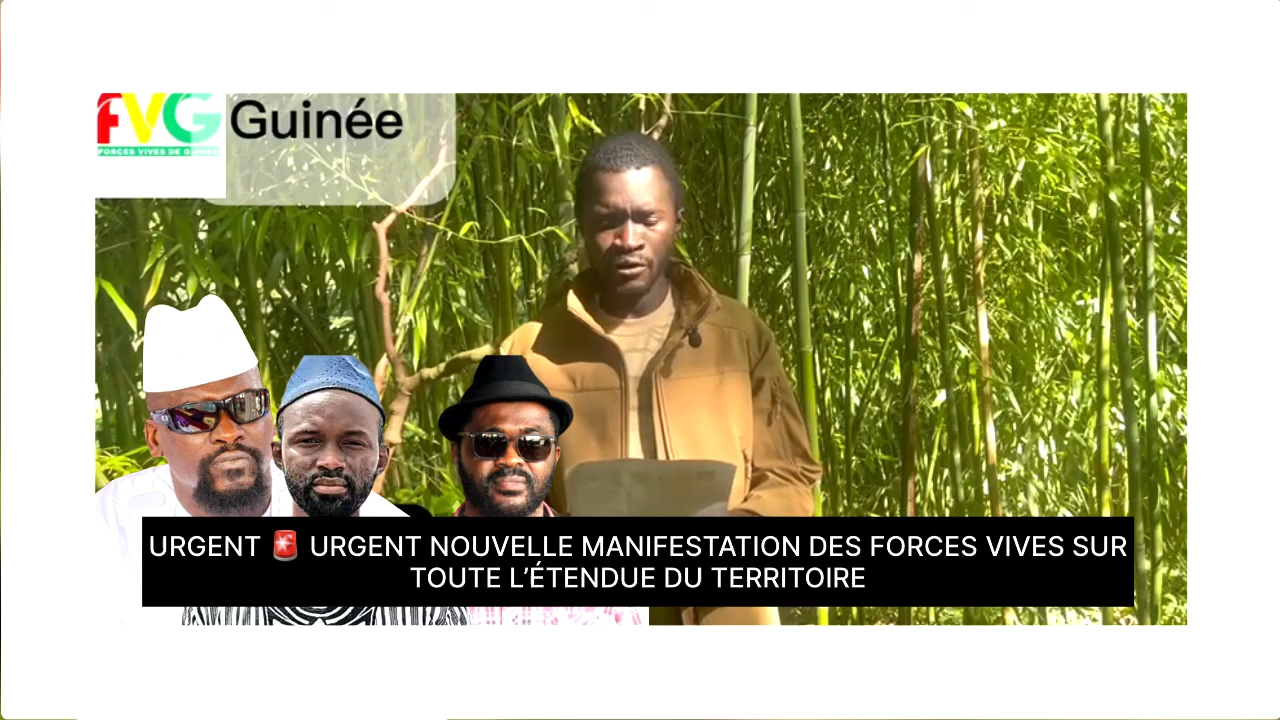 FVG Guinée
FORCES VIVES DE GUINÉE
URGENT 🚨 URGENT NOUVELLE MANIFESTATION DES FORCES VIVES SUR
TOUTE L’ÉTENDUE DU TERRITOIRE